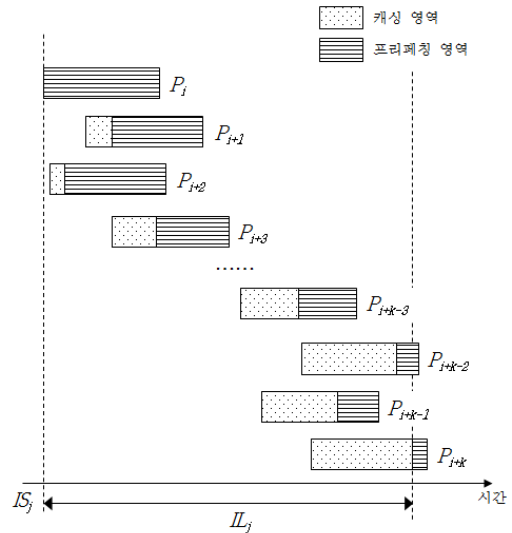 캐싱 영역
프리페칭 영역
P_i
P_{i+1}
P_{i+2}
P_{i+3}
......
P_{i+k-3}
P_{i+k-2}
P_{i+k-1}
P_{i+k}
IS_j
시간
IL_j